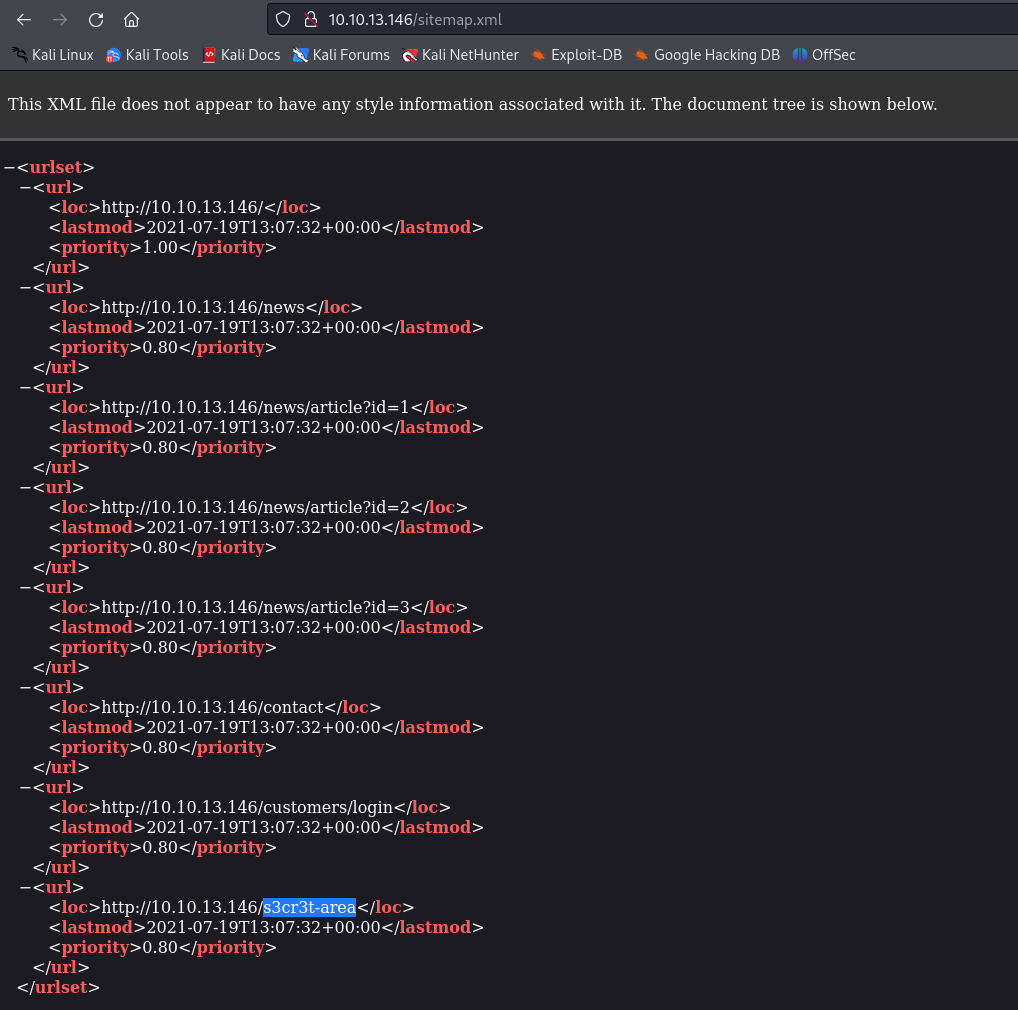 10.10.13.146/sitemap.xml
Kali Linux Kali Tools Kali Docs Kali Forums Kali NetHunter Exploit-DB Google Hacking DB OffSec
This XML file does not appear to have any style information associated with it. The document tree is shown below.
−<urlset>
−<url>
<loc>http://10.10.13.146/</loc>
<lastmod>2021-07-19T13:07:32+00:00</lastmod>
<priority>1.00</priority>
</url>
−<url>
<loc>http://10.10.13.146/news</loc>
<lastmod>2021-07-19T13:07:32+00:00</lastmod>
<priority>0.80</priority>
</url>
−<url>
<loc>http://10.10.13.146/news/article?id=1</loc>
<lastmod>2021-07-19T13:07:32+00:00</lastmod>
<priority>0.80</priority>
</url>
−<url>
<loc>http://10.10.13.146/news/article?id=2</loc>
<lastmod>2021-07-19T13:07:32+00:00</lastmod>
<priority>0.80</priority>
</url>
−<url>
<loc>http://10.10.13.146/news/article?id=3</loc>
<lastmod>2021-07-19T13:07:32+00:00</lastmod>
<priority>0.80</priority>
</url>
−<url>
<loc>http://10.10.13.146/contact</loc>
<lastmod>2021-07-19T13:07:32+00:00</lastmod>
<priority>0.80</priority>
</url>
−<url>
<loc>http://10.10.13.146/customers/login</loc>
<lastmod>2021-07-19T13:07:32+00:00</lastmod>
<priority>0.80</priority>
</url>
−<url>
<loc>http://10.10.13.146/s3cr3t-area</loc>
<lastmod>2021-07-19T13:07:32+00:00</lastmod>
<priority>0.80</priority>
</url>
</urlset>